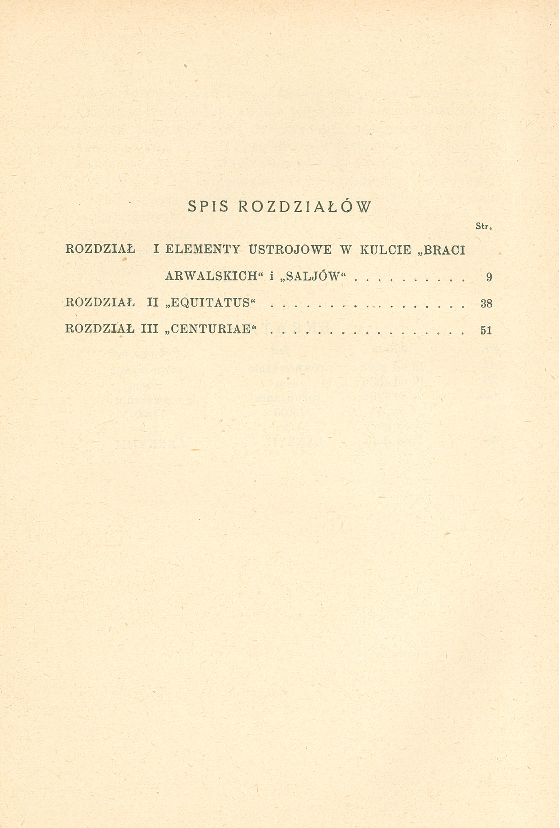 SPIS ROZDZIAŁÓW
Str.
ROZDZIAŁ I ELEMENTY USTROJOWE W KULCIE „BRACI
ARWALSKICH“ i „SALJÓW“ . . . . . . . . . . 9
ROZDZIAŁ II „EQUITATUS“ . . . . . . . . . . . . . . . . . 38
ROZDZIAŁ III „CENTURIAE“ . . . . . . . . . . . . . . . . . 51